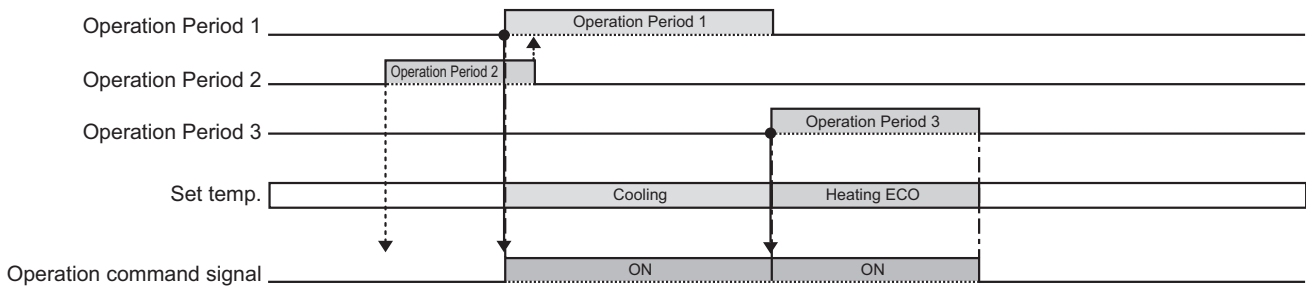 Operation Period 1
Operation Period 1
Operation Period 2
Operation Period 2
Operation Period 3
Operation Period 3
Set temp.
Cooling
Heating ECO
Operation command signal
ON
ON